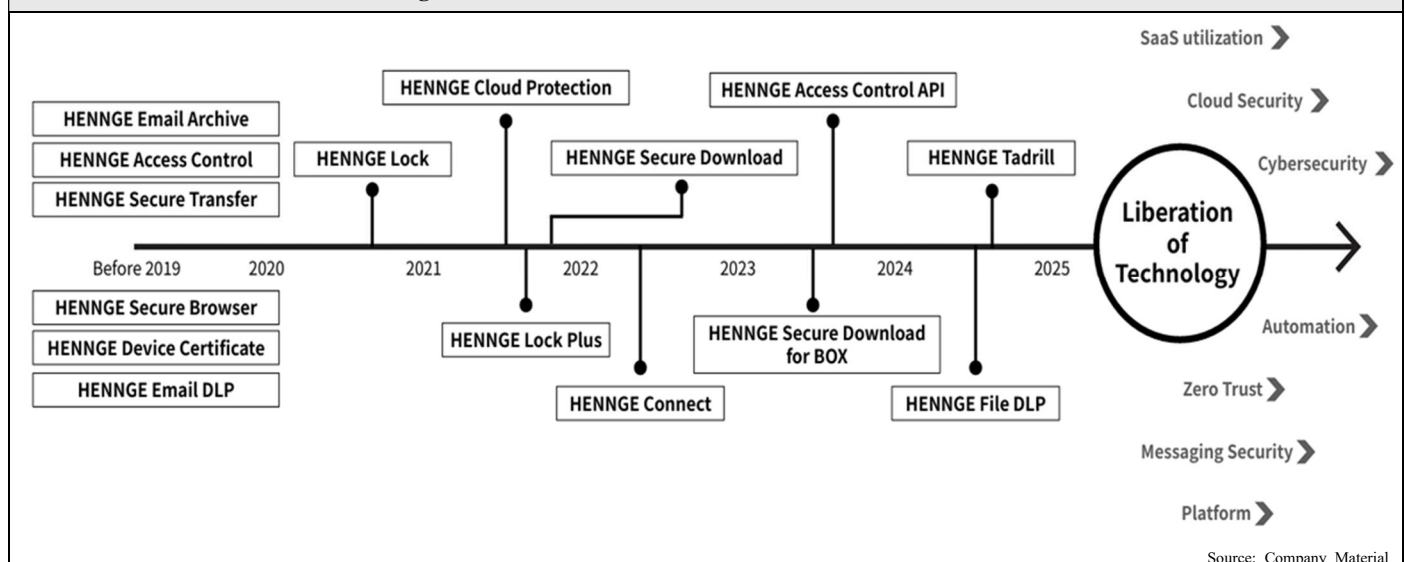 SaaS utilization
HENNGE Cloud Protection
HENNGE Access Control API
Cloud Security
HENNGE Email Archive
HENNGE Access Control
HENNGE Secure Transfer
HENNGE Lock
HENNGE Secure Download
HENNGE Tadrill
Cybersecurity
Liberation
of
Technology
Before 2019
2020
2021
2022
2023
2024
2025
HENNGE Secure Browser
HENNGE Device Certificate
HENNGE Email DLP
HENNGE Lock Plus
HENNGE Secure Download
for BOX
HENNGE Connect
HENNGE File DLP
Automation
Zero Trust
Messaging Security
Platform
Source: Company Material